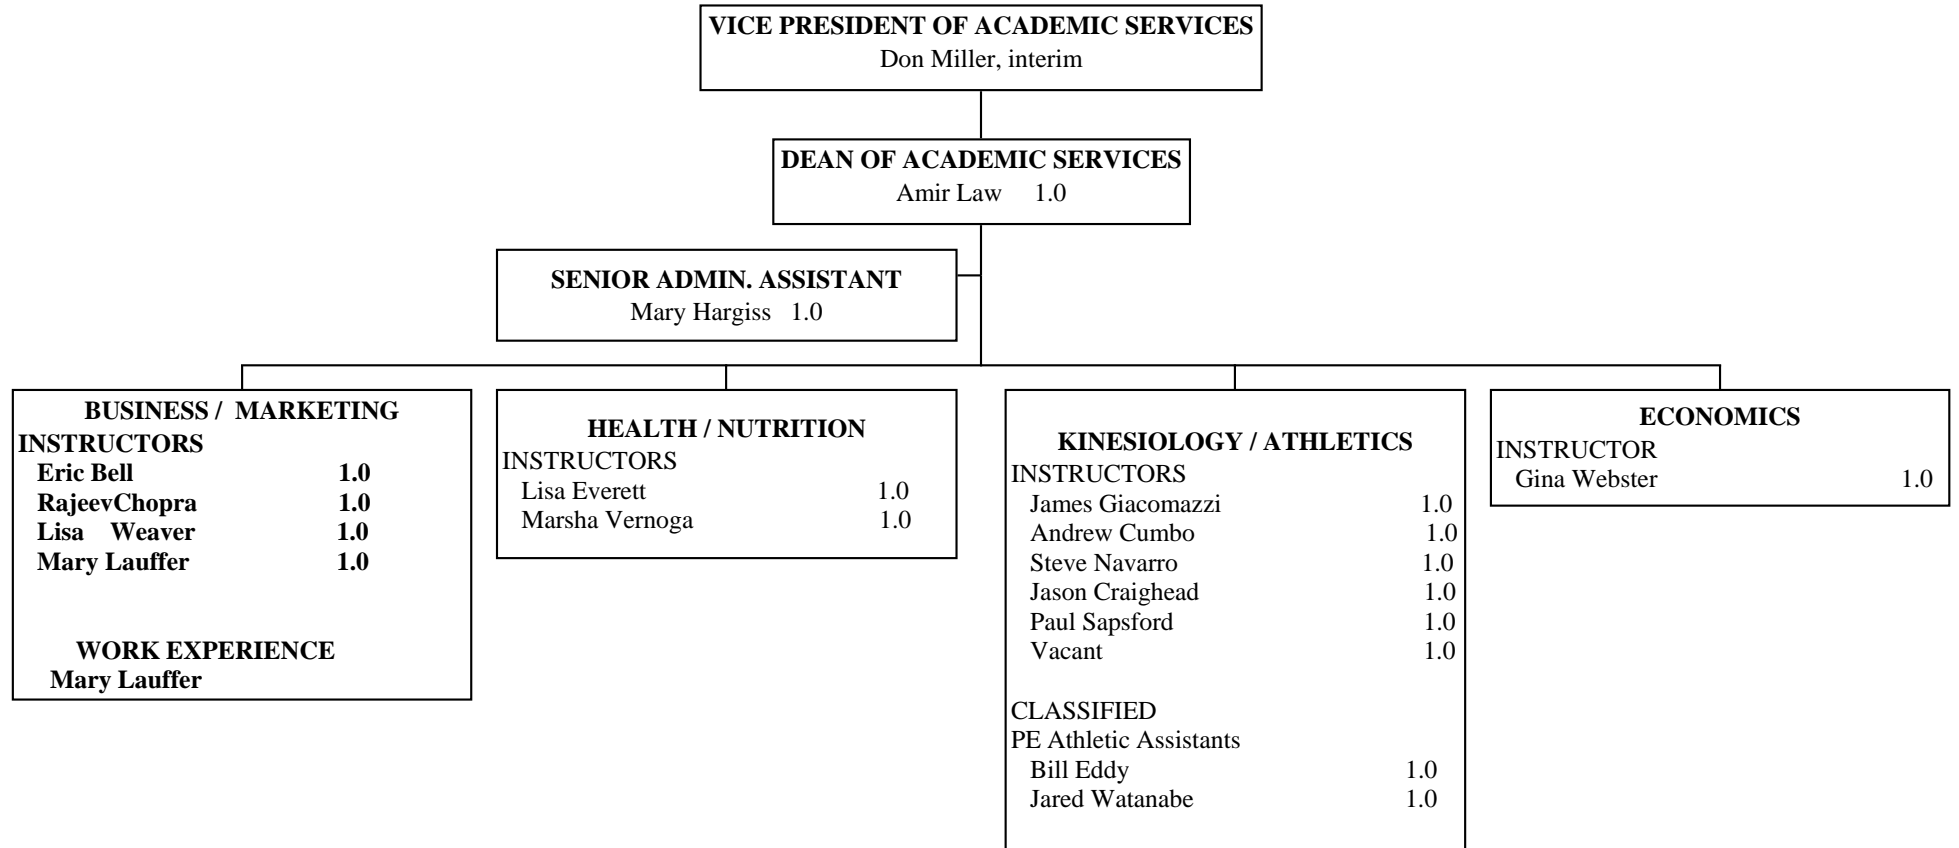 VICE PRESIDENT OF ACADEMIC SERVICES
Don Miller, interim
DEAN OF ACADEMIC SERVICES
Amir Law 1.0
SENIOR ADMIN. ASSISTANT
Mary Hargiss 1.0
BUSINESS / MARKETING
INSTRUCTORS
Eric Bell 1.0
RajeevChopra 1.0
Lisa Weaver 1.0
Mary Lauffer 1.0
WORK EXPERIENCE
Mary Lauffer
HEALTH / NUTRITION
INSTRUCTORS
Lisa Everett 1.0
Marsha Vernoga 1.0
KINESIOLOGY / ATHLETICS
INSTRUCTORS
James Giacomazzi 1.0
Andrew Cumbo 1.0
Steve Navarro 1.0
Jason Craighead 1.0
Paul Sapsford 1.0
Vacant 1.0
CLASSIFIED
PE Athletic Assistants
Bill Eddy 1.0
Jared Watanabe 1.0
ECONOMICS
INSTRUCTOR
Gina Webster 1.0